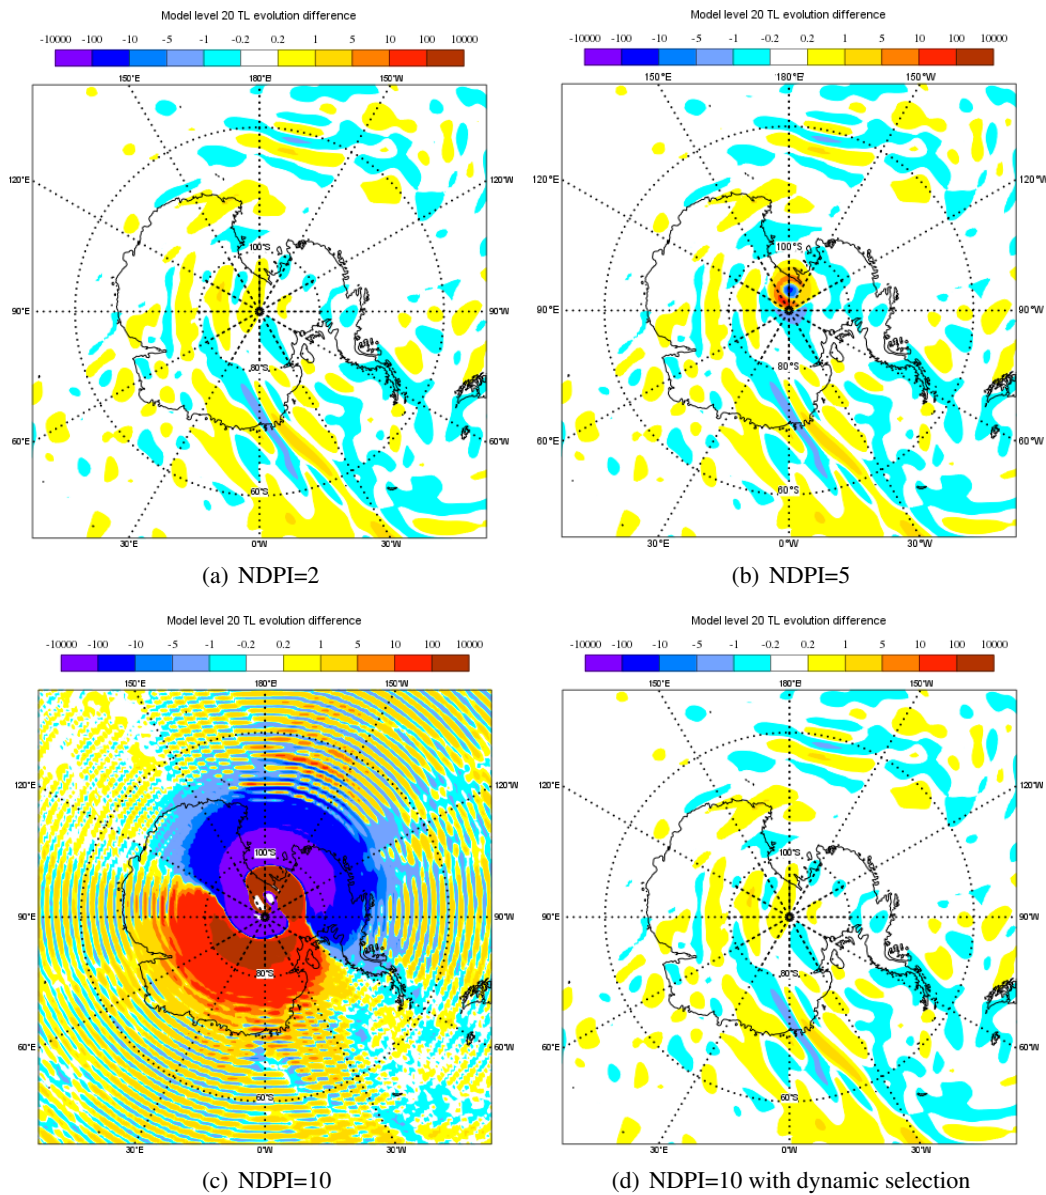 Model level 20 TL evolution difference
-10000 -100 -10 -5 -1 -0.2 0.2 1 5 10 100 10000
150°E 180°E 150°W
120°E 120°W
100°S
90°E 90°W
80°S
60°E 60°W
60°S
30°E 0°W 30°W
(a) NDPI=2
Model level 20 TL evolution difference
-10000 -100 -10 -5 -1 -0.2 0.2 1 5 10 100 10000
150°E 180°E 150°W
120°E 120°W
100°S
90°E 90°W
80°S
60°E 60°W
60°S
30°E 0°W 30°W
(b) NDPI=5
Model level 20 TL evolution difference
-10000 -100 -10 -5 -1 -0.2 0.2 1 5 10 100 10000
150°E 180°E 150°W
120°E 120°W
100°S
90°E 90°W
80°S
60°E 60°W
60°S
30°E 0°W 30°W
(c) NDPI=10
Model level 20 TL evolution difference
-10000 -100 -10 -5 -1 -0.2 0.2 1 5 10 100 10000
150°E 180°E 150°W
120°E 120°W
100°S
90°E 90°W
80°S
60°E 60°W
60°S
30°E 0°W 30°W
(d) NDPI=10 with dynamic selection